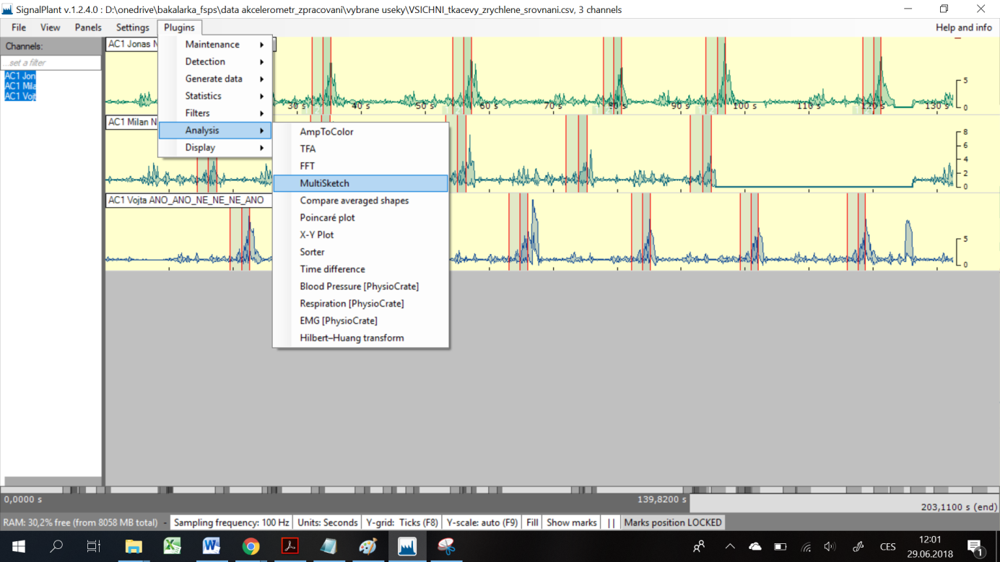 SignalPlant v.1.2.4.0 : D:\onedrive\bakalarka_fsps\data akcelerometr_zpracovani\vybrane useky\VSICHNI_tkacevy_zrychlene_srovnani.csv, 3 channels
File View Panels Settings Plugins Help and info
Channels:
...set a filter
AC1 Jon
AC1 Mila
AC1 Vojt
AC1 Jonas N
Maintenance
Detection
Generate data
Statistics
Filters
Analysis
Display
AmpToColor
TFA
FFT
MultiSketch
Compare averaged shapes
Poincaré plot
X-Y Plot
Sorter
Time difference
Blood Pressure [PhysioCrate]
Respiration [PhysioCrate]
EMG [PhysioCrate]
Hilbert–Huang transform
5
0
30 s 40 s 50 s 60 s 70 s 80 s 90 s 100 s 110 s 120 s 130 s
AC1 Milan N
8
6
4
2
0
AC1 Vojta ANO_ANO_NE_NE_NE_ANO
5
0
0,0000 s 139,8200 s
203,1100 s (end)
RAM: 30,2% free (from 8058 MB total) - Sampling frequency: 100 Hz Units: Seconds Y-grid: Ticks (F8) Y-scale: auto (F9) Fill Show marks || Marks position LOCKED
CES
12:01
29.06.2018
1